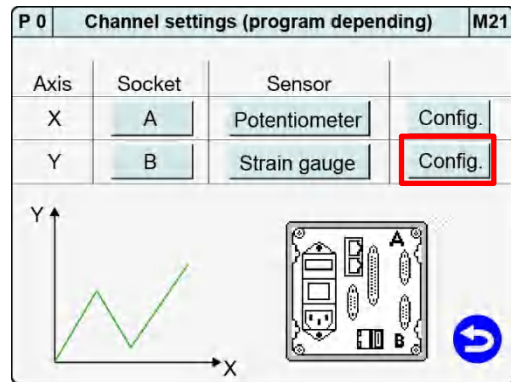 P 0 Channel settings (program depending) M21
Axis Socket Sensor
X A Potentiometer Config.
Y B Strain gauge Config.
Y
A
B
X